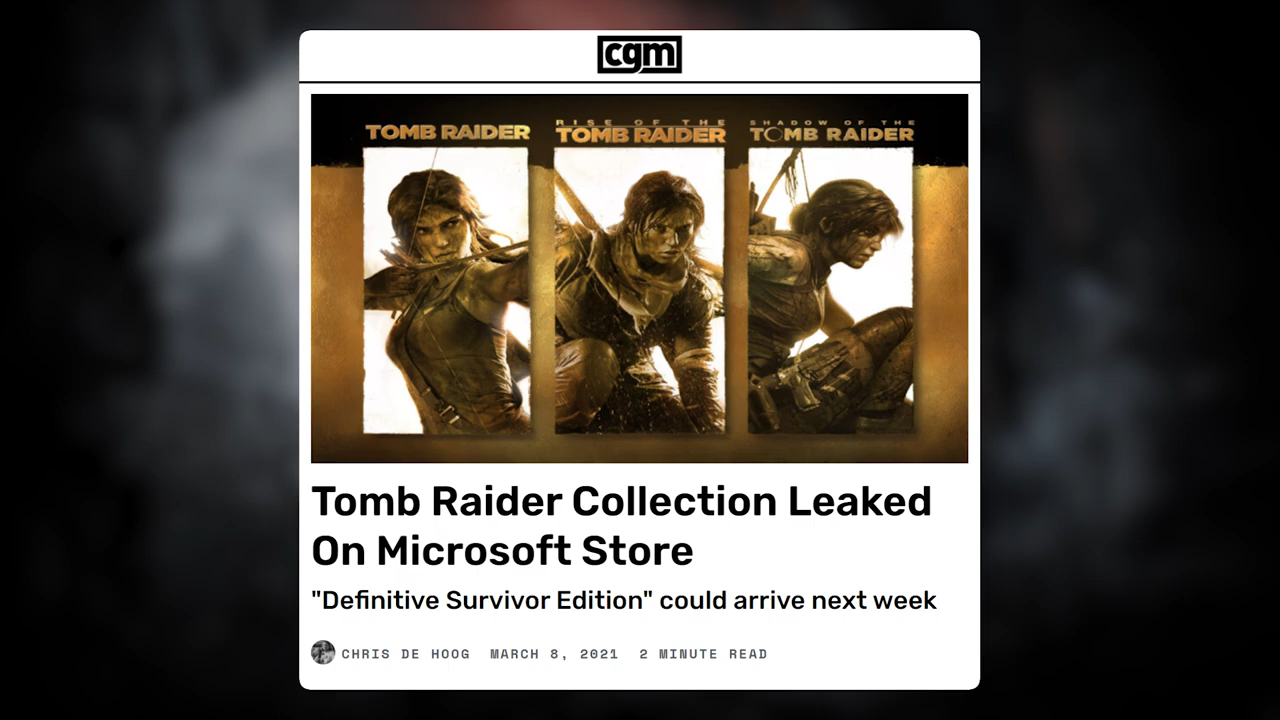 cgm
TOMB RAIDER
RISE OF THE
TOMB RAIDER
SHADOW OF THE
TOMB RAIDER
Tomb Raider Collection Leaked
On Microsoft Store
"Definitive Survivor Edition" could arrive next week
CHRIS DE HOOG MARCH 8, 2021 2 MINUTE READ